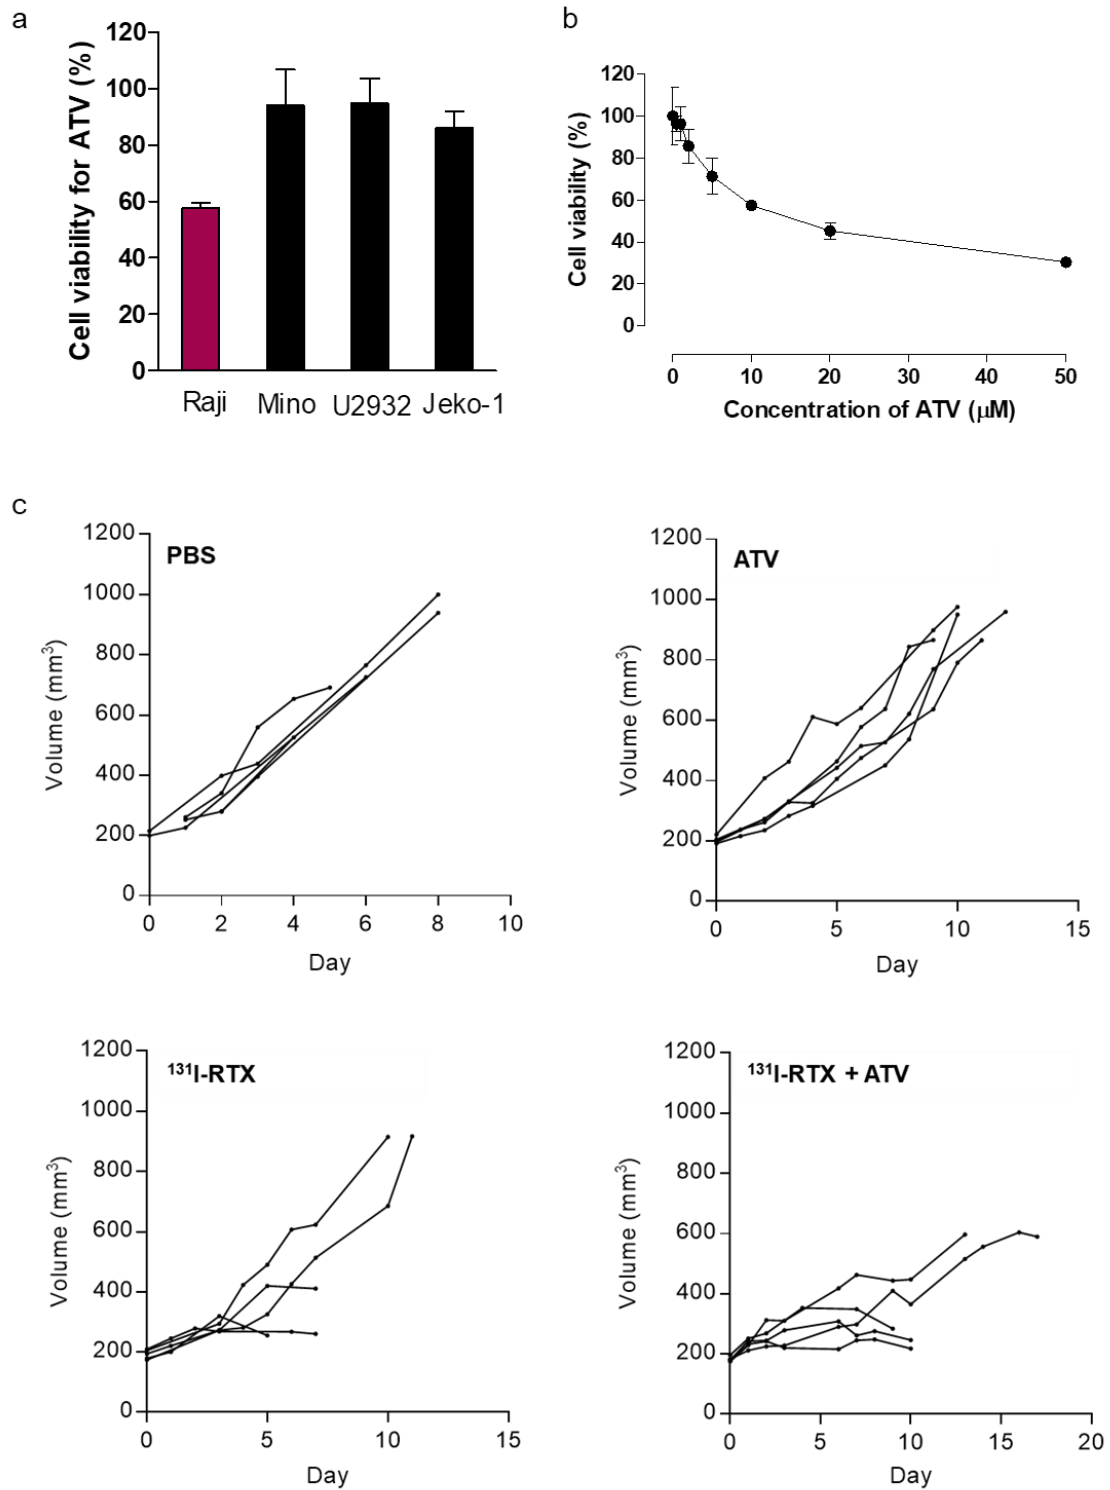 a
Cell viability for ATV (%)
120
100
80
60
40
20
0
Raji Mino U2932 Jeko-1
b
Cell viability (%)
120
100
80
60
40
20
0
0 10 20 30 40 50
Concentration of ATV (μM)
c
PBS
Volume (mm³)
1200
1000
800
600
400
200
0
0 2 4 6 8 10
Day
ATV
Volume (mm³)
1200
1000
800
600
400
200
0
0 5 10 15
Day
¹³¹I-RTX
Volume (mm³)
1200
1000
800
600
400
200
0
0 5 10 15
Day
¹³¹I-RTX + ATV
Volume (mm³)
1200
1000
800
600
400
200
0
0 5 10 15 20
Day